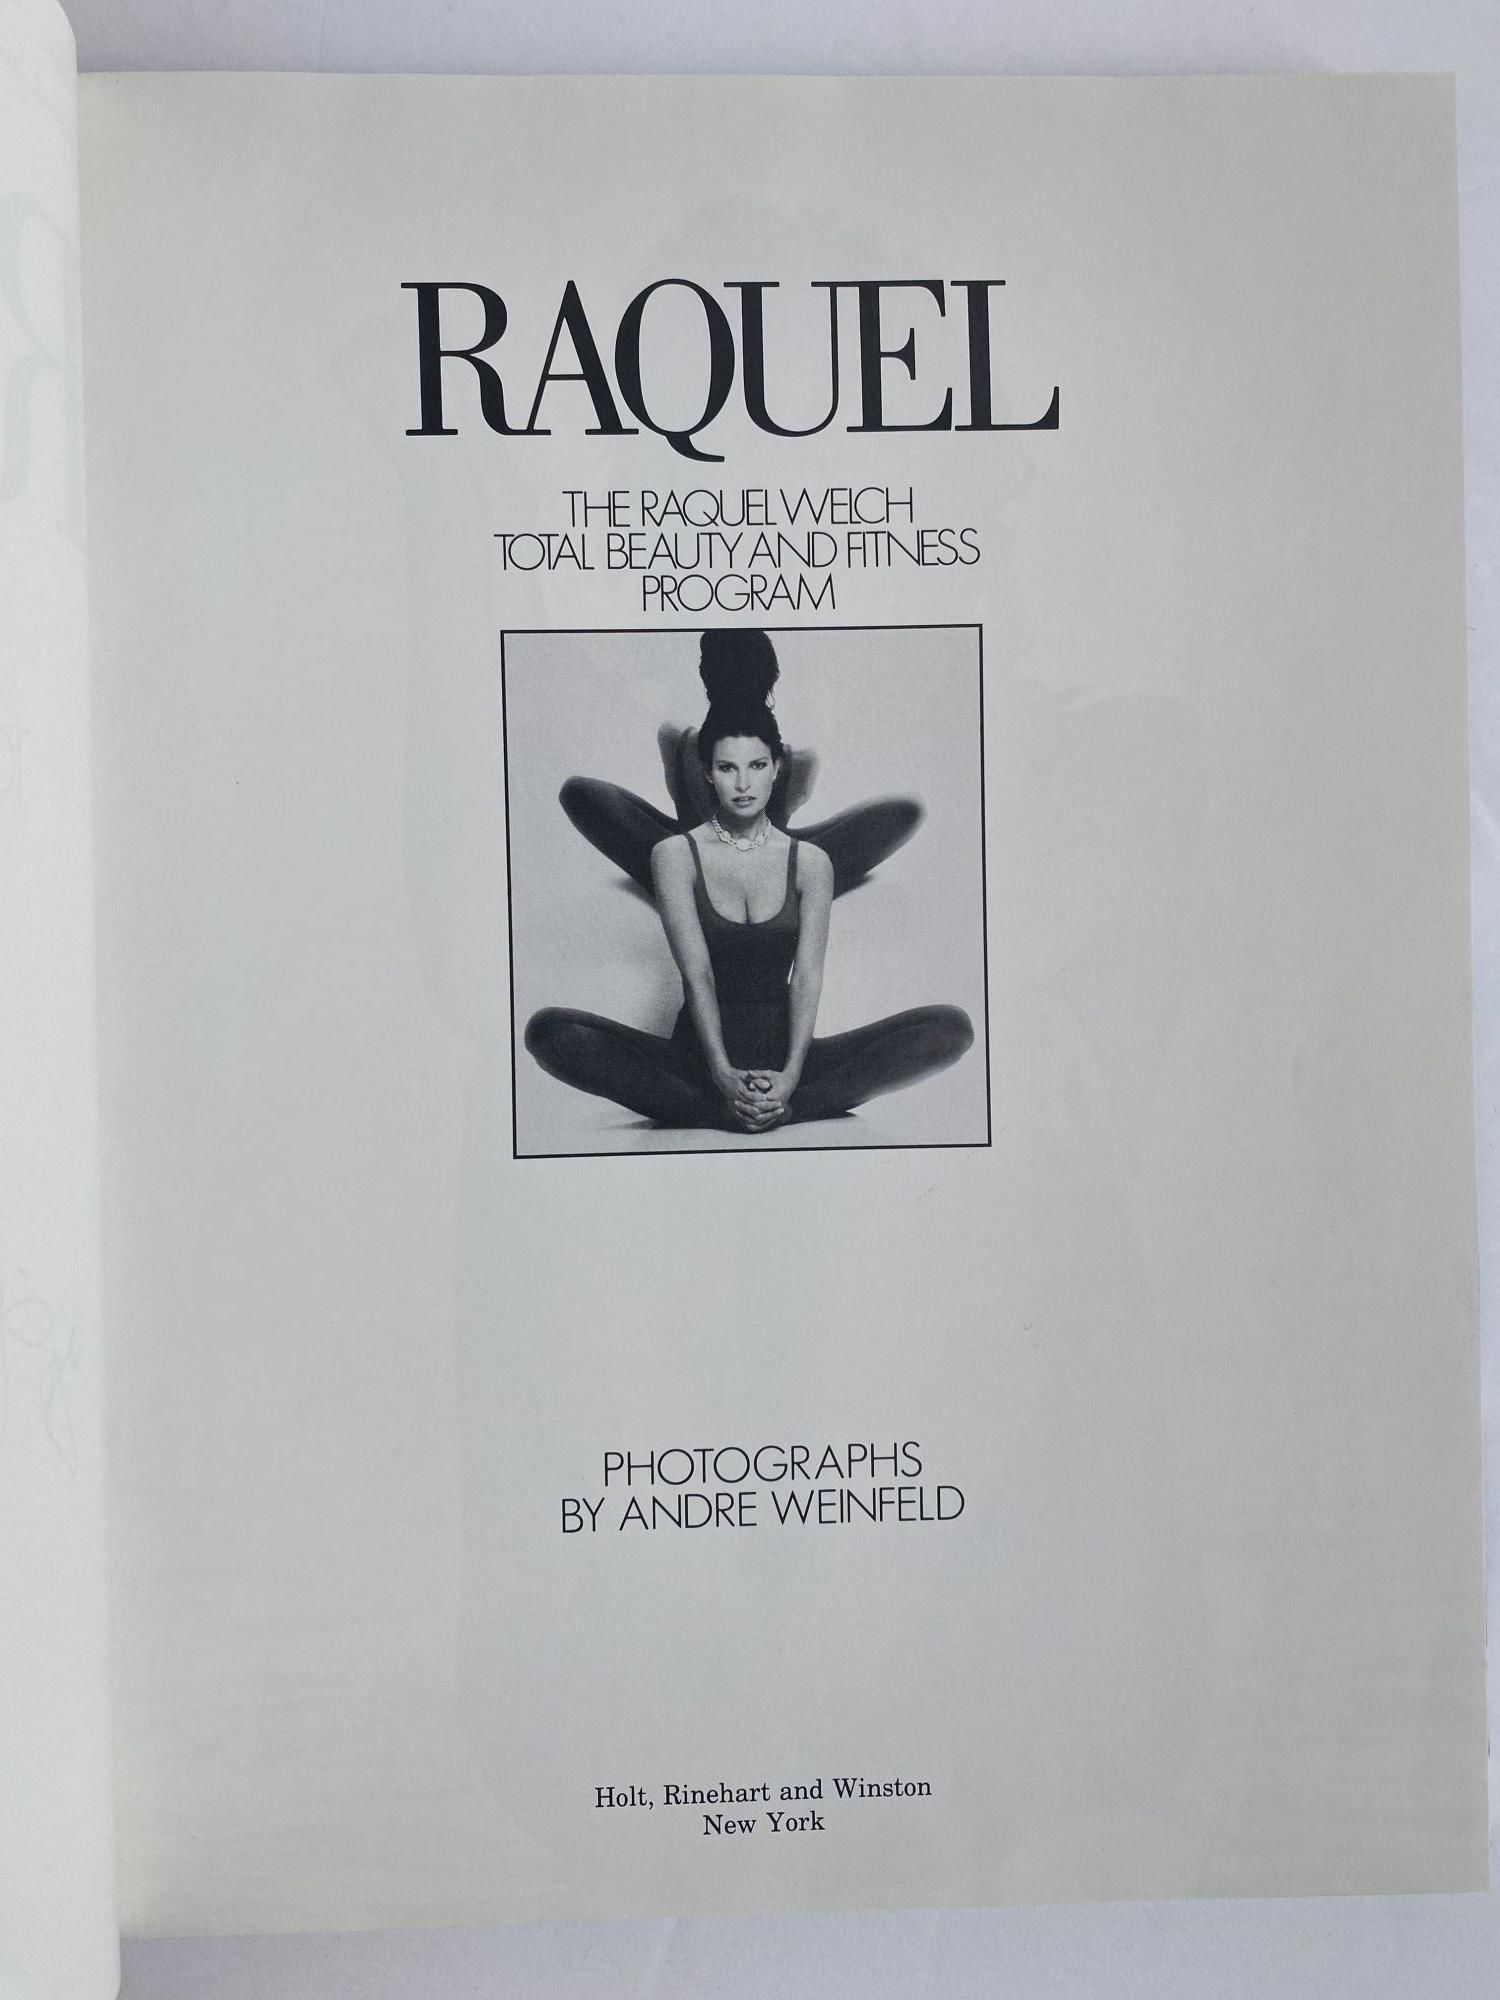 RAQUEL
THE RAQUEL WELCH
TOTAL BEAUTY AND FITNESS
PROGRAM
PHOTOGRAPHS
BY ANDRE WEINFELD
Holt, Rinehart and Winston
New York